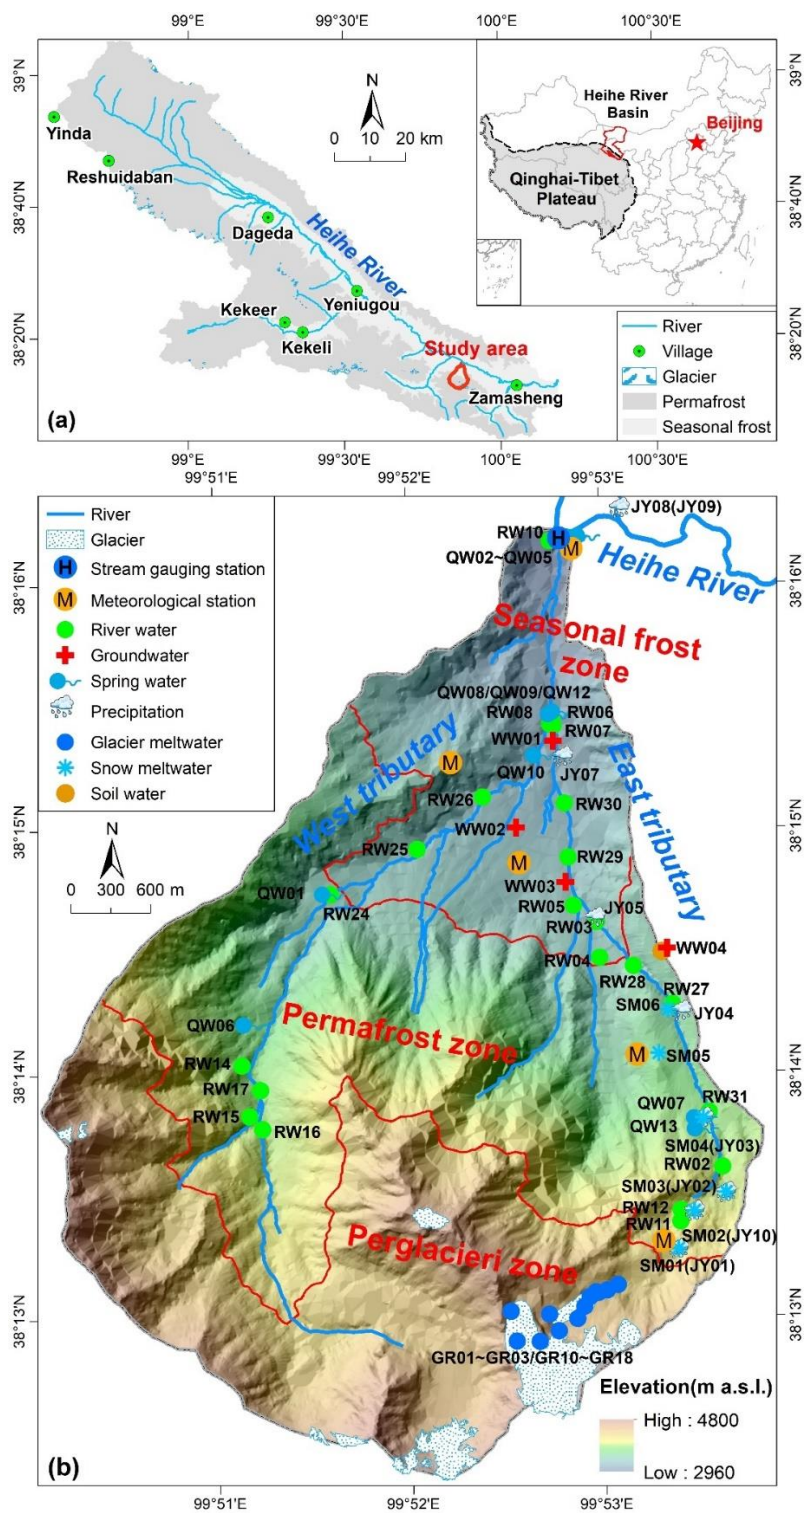 99°E
99°30'E
100°E
100°30'E
39°N
38°40'N
38°20'N
39°N
38°40'N
38°20'N
N
0 10 20 km
Yinda
Reshuidaban
Dageda
Heihe River
Yeniugou
Kekeer
Kekeli
Study area
Zamasheng
(a)
Heihe River
Basin
Beijing
Qinghai-Tibet
Plateau
River
Village
Glacier
Permafrost
Seasonal frost
99°E
99°30'E
100°E
100°30'E
99°51'E
99°52'E
99°53'E
River
Glacier
H Stream gauging station
M Meteorological station
River water
Groundwater
Spring water
Precipitation
Glacier meltwater
Snow meltwater
Soil water
N
0 300 600 m
38°16'N
38°15'N
38°14'N
38°13'N
38°16'N
38°15'N
38°14'N
38°13'N
JY08(JY09)
RW10
H
M
QW02~QW05
Heihe River
Seasonal frost
zone
QW08/QW09/QW12
RW08
RW06
RW07
WW01
QW10
JY07
West tributary
East tributary
M
RW26
RW30
WW02
RW25
RW29
M
WW03
QW01
RW24
RW05
JY05
RW03
WW04
RW04
RW28
RW27
SM06
JY04
Permafrost zone
QW06
M
SM05
RW14
RW17
RW15
RW16
RW31
QW07
QW13
SM04(JY03)
RW02
SM03(JY02)
RW12
RW11
SM02(JY10)
M
SM01(JY01)
Perglacieri zone
GR01~GR03/GR10~GR18
Elevation(m a.s.l.)
High : 4800
Low : 2960
(b)
99°51'E
99°52'E
99°53'E